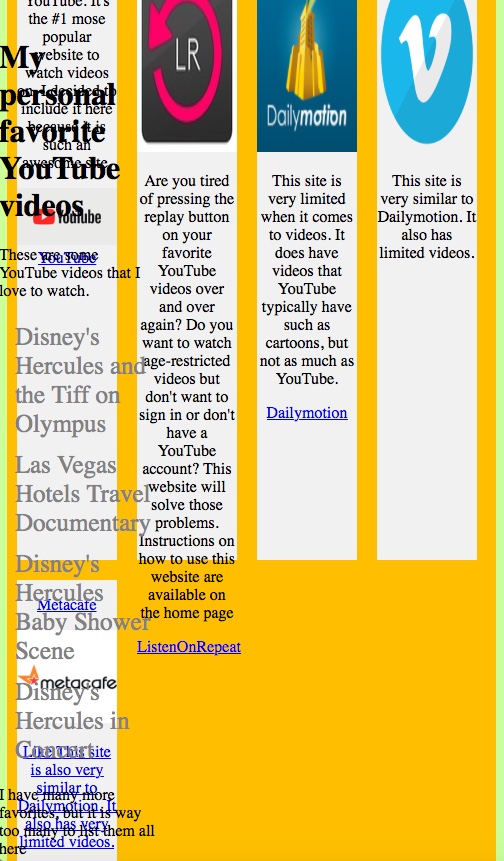 YouTube. It's
the #1 mose
popular
website to
watch videos
on. I decided to
include it here
because it is
such an
awesome site.
YouTube
YouTube
My
personal
favorite
YouTube
videos
These are some
YouTube videos that I
love to watch.
Disney's
Hercules and
the Tiff on
Olympus
Las Vegas
Hotels Travel
Documentary
Disney's
Hercules
Baby Shower
Scene
Disney's
Hercules in
Concert
I have many more
favorites, but it is way
too many to list them all
here
Metacafe
metacafe
Like This site
is also very
similar to
Dailymotion. It
also has very
limited videos.
LR
Are you tired
of pressing the
replay button
on your
favorite
YouTube
videos over
and over
again? Do you
want to watch
age-restricted
videos but
don't want to
sign in or don't
have a
YouTube
account? This
website will
solve those
problems.
Instructions on
how to use this
website are
available on
the home page
ListenOnRepeat
Dailymotion
This site is
very limited
when it comes
to videos. It
does have
videos that
YouTube
typically have
such as
cartoons, but
not as much as
YouTube.
Dailymotion
v
This site is
very similar to
Dailymotion. It
also has
limited videos.